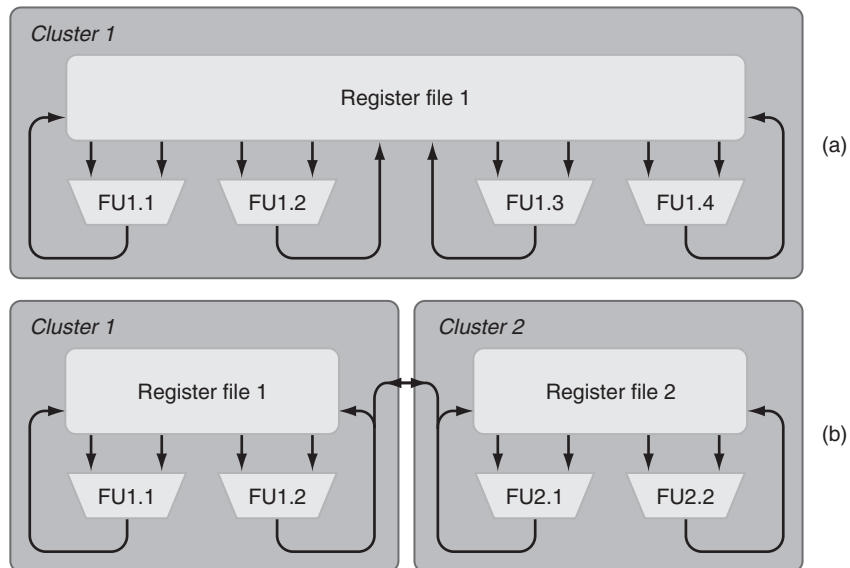 Cluster 1
Register file 1
FU1.1 FU1.2 FU1.3 FU1.4
(a)
Cluster 1 Cluster 2
Register file 1 Register file 2
FU1.1 FU1.2 FU2.1 FU2.2
(b)